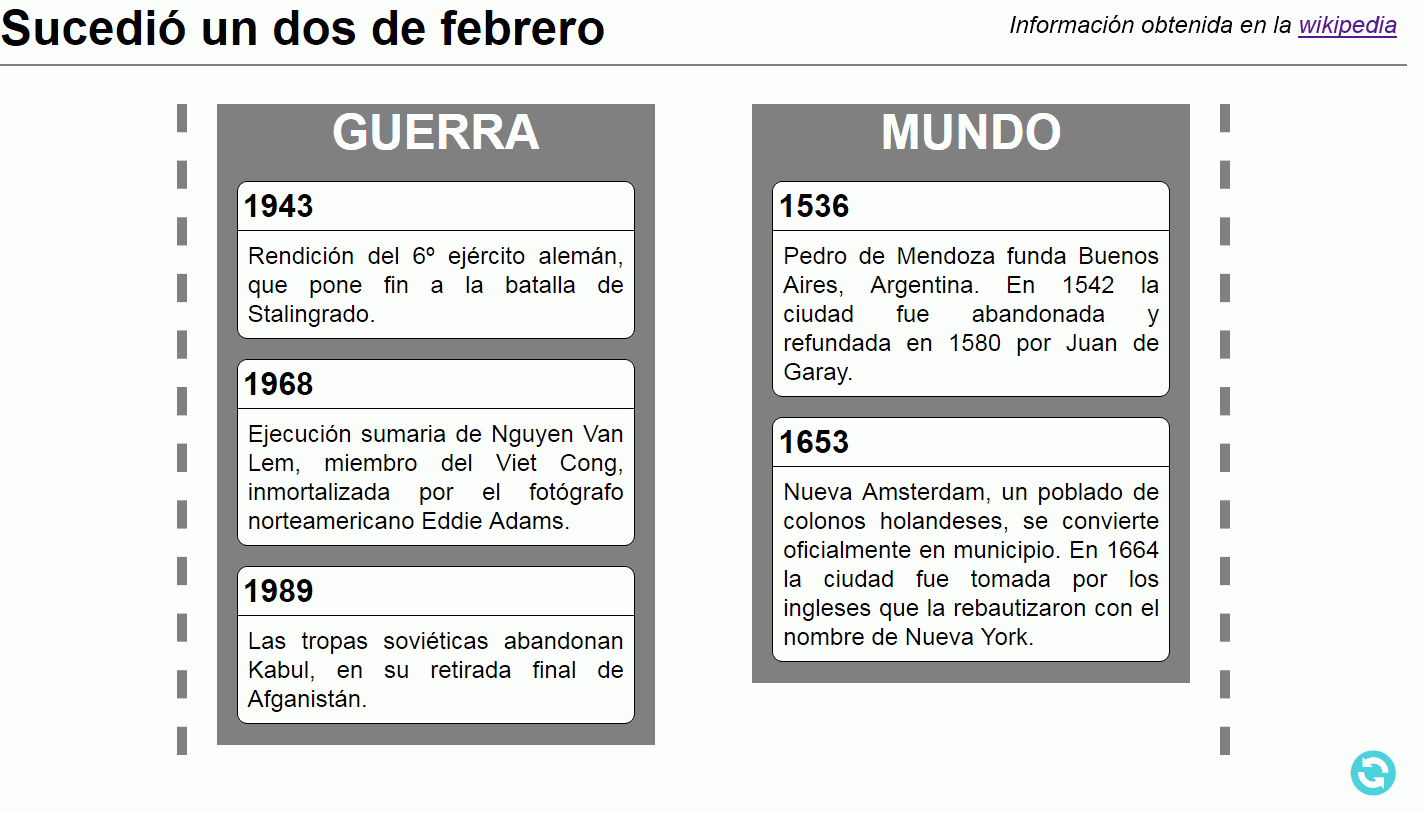 Sucedió un dos de febrero
Información obtenida en la wikipedia
GUERRA
1943
Rendición del 6º ejército alemán,
que pone fin a la batalla de
Stalingrado.
1968
Ejecución sumaria de Nguyen Van
Lem, miembro del Viet Cong,
inmortalizada por el fotógrafo
norteamericano Eddie Adams.
1989
Las tropas soviéticas abandonan
Kabul, en su retirada final de
Afganistán.
MUNDO
1536
Pedro de Mendoza funda Buenos
Aires, Argentina. En 1542 la
ciudad fue abandonada y
refundada en 1580 por Juan de
Garay.
1653
Nueva Amsterdam, un poblado de
colonos holandeses, se convierte
oficialmente en municipio. En 1664
la ciudad fue tomada por los
ingleses que la rebautizaron con el
nombre de Nueva York.